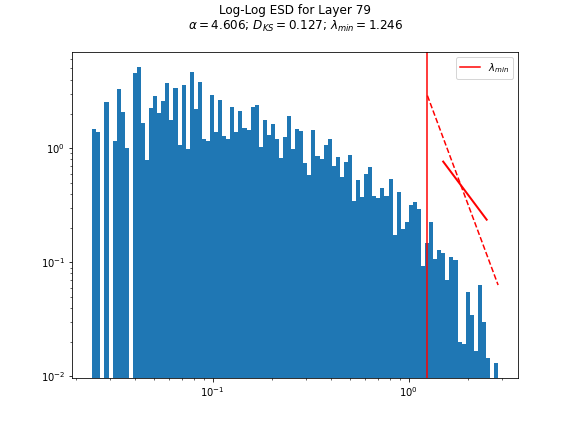 Log-Log ESD for Layer 79
α = 4.606; D_KS = 0.127; λ_min = 1.246
λ_min
10⁰
10⁻¹
10⁻²
10⁻¹ 10⁰